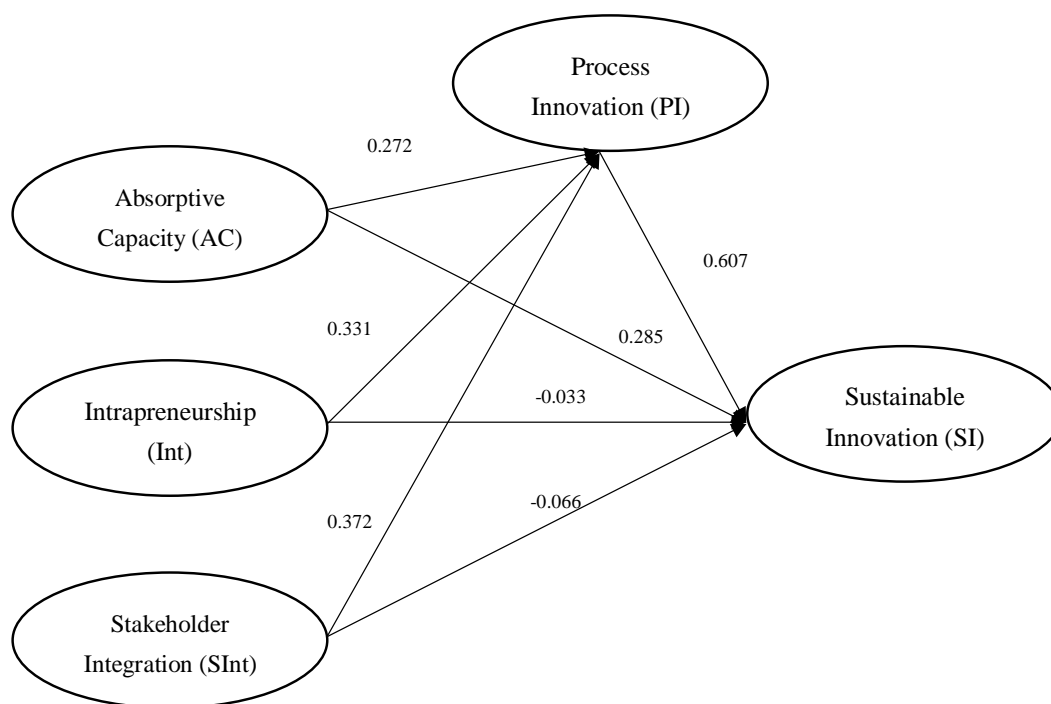 Process
Innovation (PI)
0.272
Absorptive
Capacity (AC)
0.607
0.331
0.285
Sustainable
Innovation (SI)
-0.033
Intrapreneurship
(Int)
-0.066
0.372
Stakeholder
Integration (SInt)